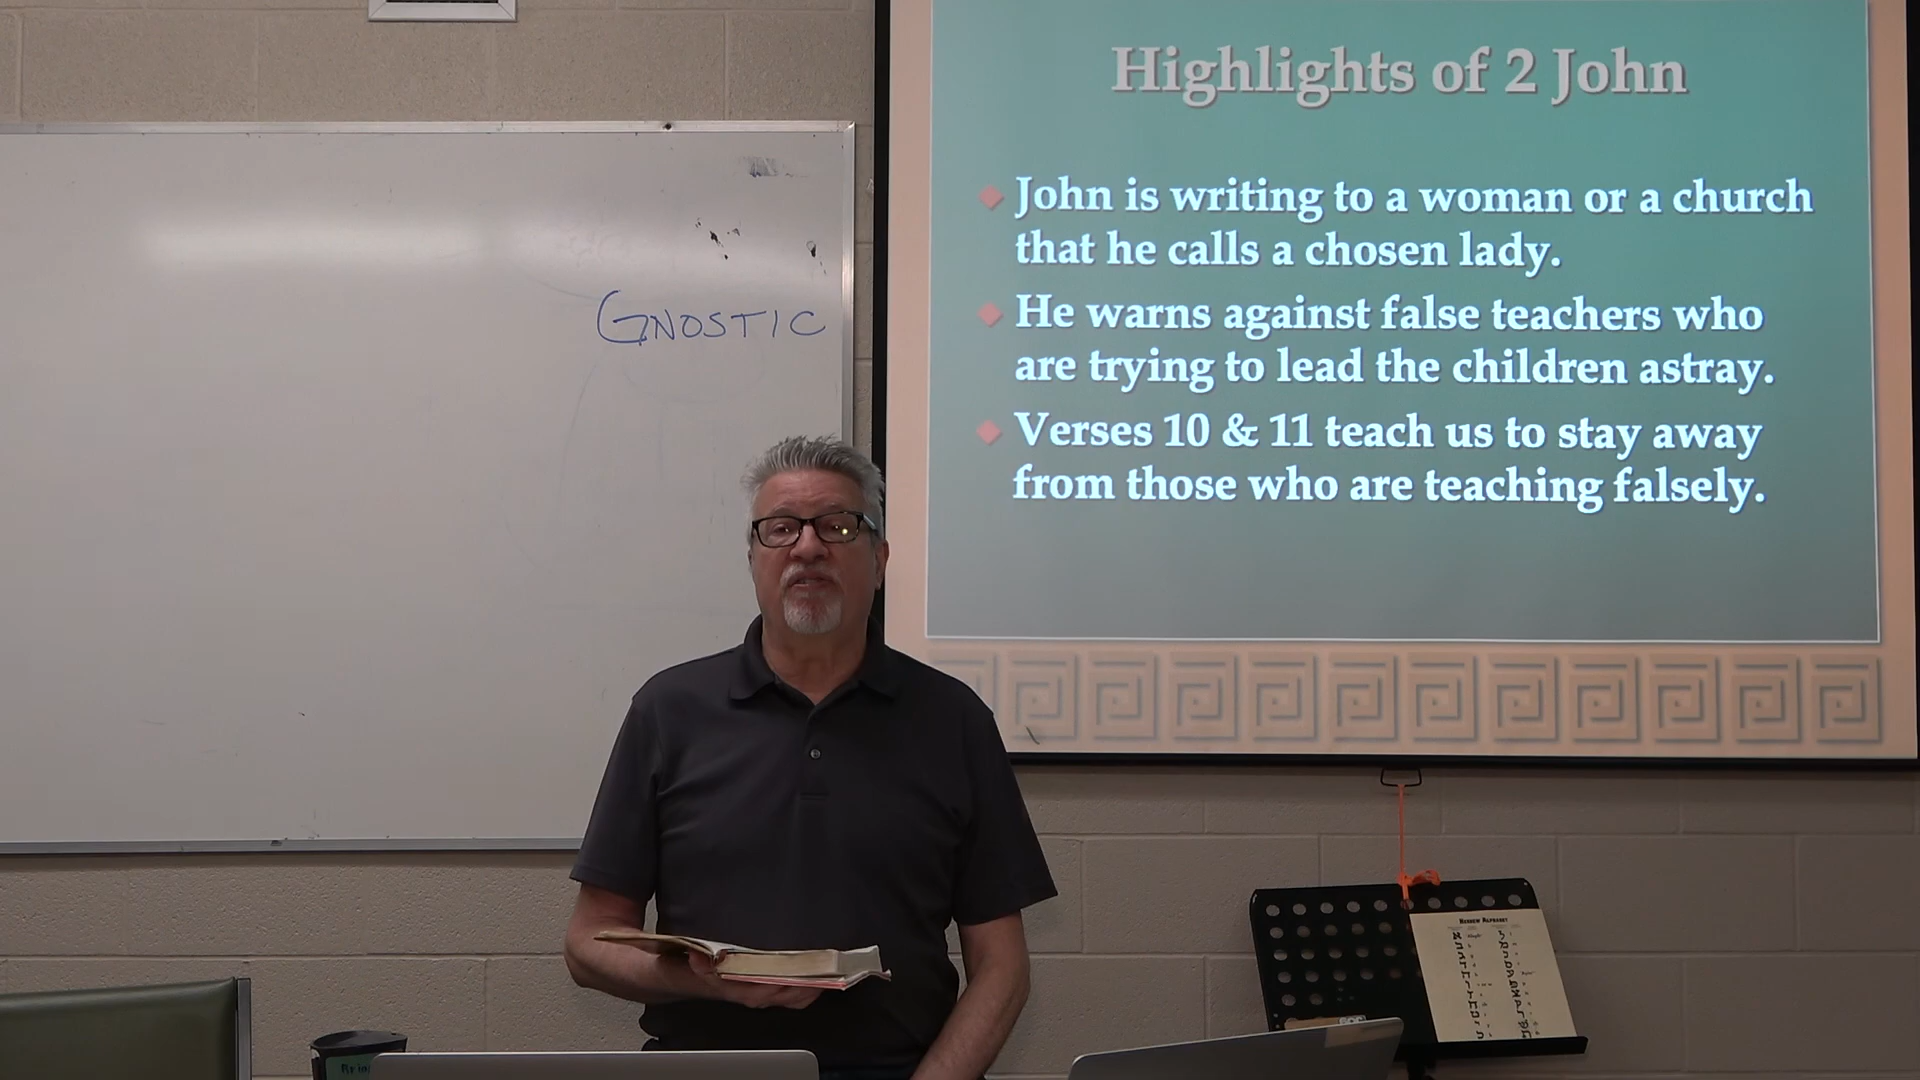 GNOSTIC
Highlights of 2 John
John is writing to a woman or a church
that he calls a chosen lady.
He warns against false teachers who
are trying to lead the children astray.
Verses 10 & 11 teach us to stay away
from those who are teaching falsely.
Hebrew Alphabet